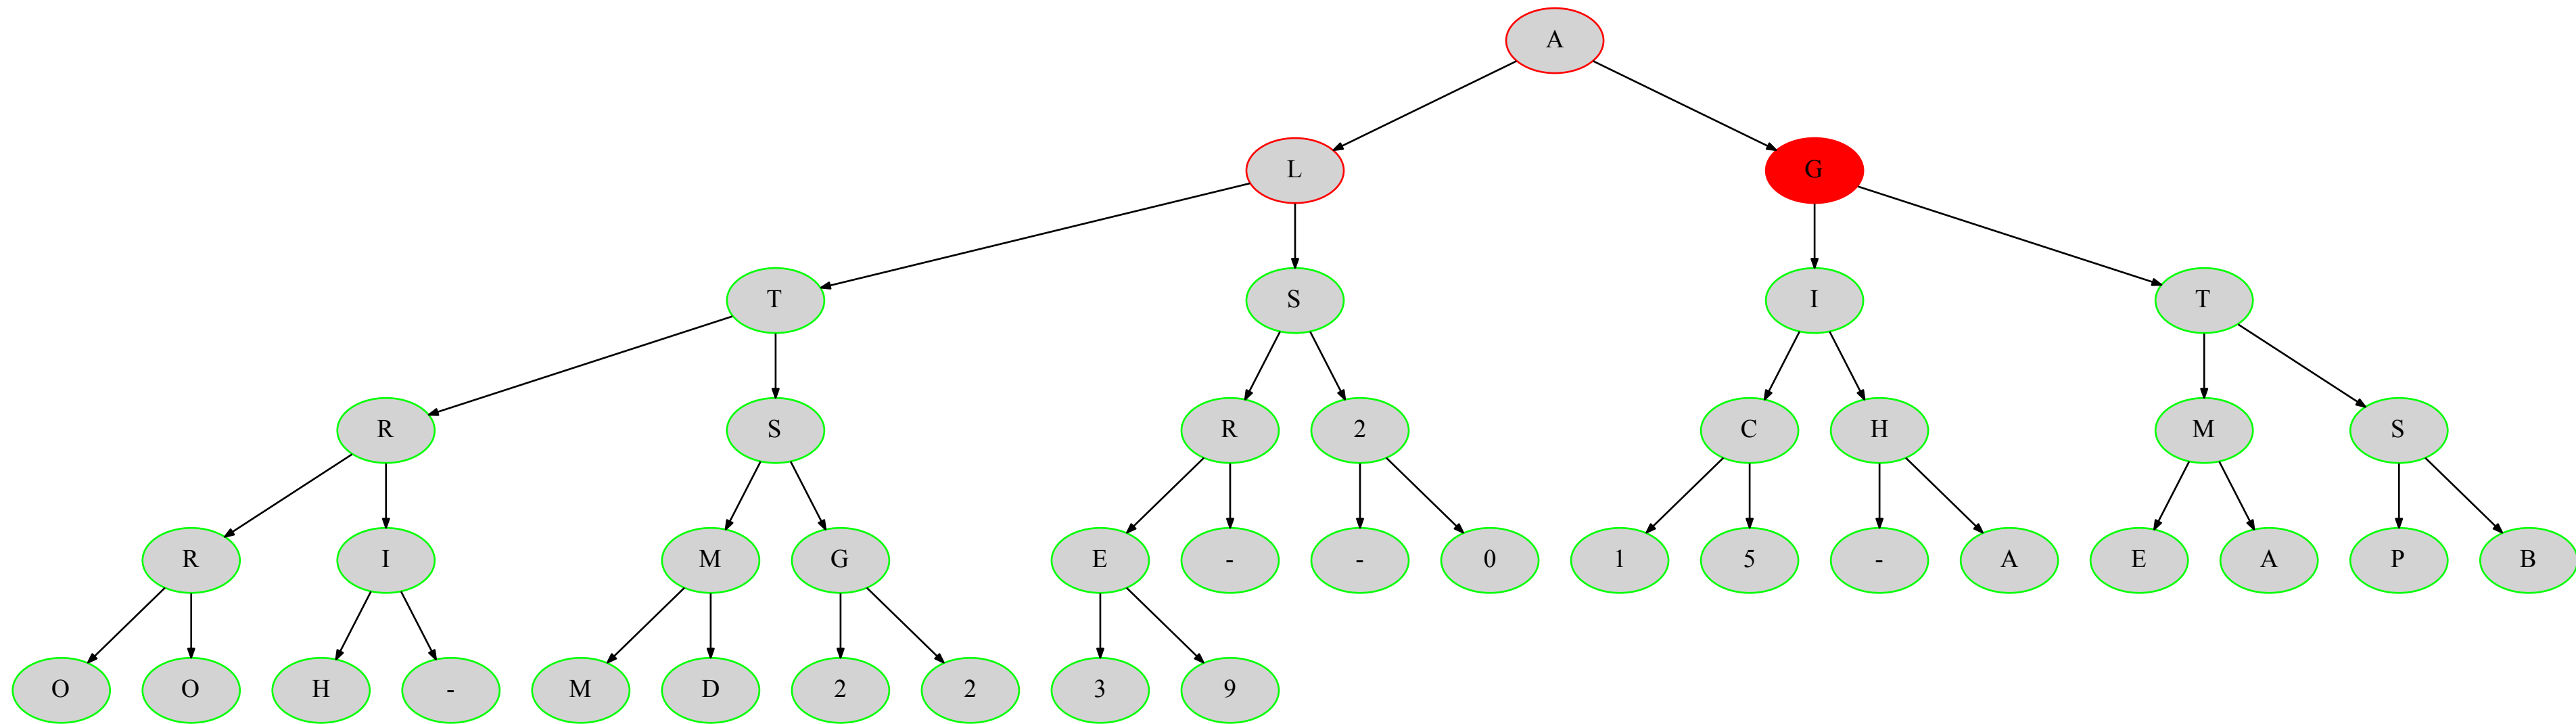 A
L G
T S I T
R S R 2 C H M S
R I M G E - - 0 1 5 - A E A P B
O O H - M D 2 2 3 9